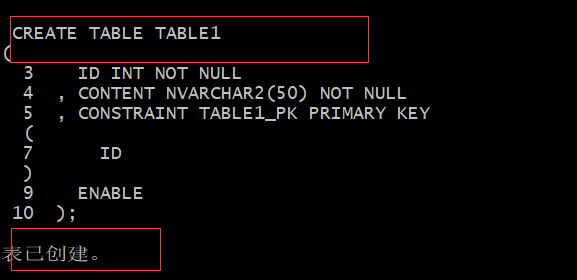 CREATE TABLE TABLE1
(
3 ID INT NOT NULL
4 , CONTENT NVARCHAR2(50) NOT NULL
5 , CONSTRAINT TABLE1_PK PRIMARY KEY
(
7 ID
)
9 ENABLE
10 );
表已创建。